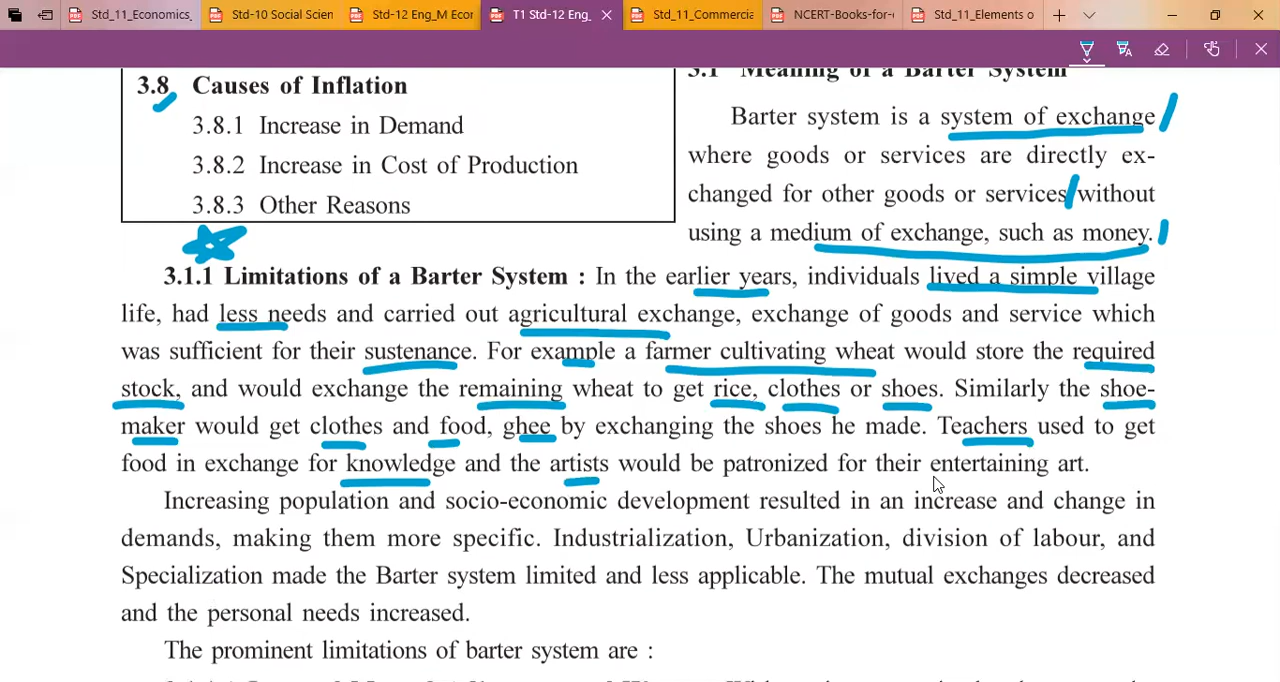 Std_11_Economics_
Std-10 Social Scien
Std-12 Eng_M Econ
T1 Std-12 Eng_
Std_11_Commercia
NCERT-Books-for-
Std_11_Elements o
3.8 Causes of Inflation
3.8.1 Increase in Demand
3.8.2 Increase in Cost of Production
3.8.3 Other Reasons
3.1 Meaning of a Barter System
Barter system is a system of exchange
where goods or services are directly ex-
changed for other goods or services without
using a medium of exchange, such as money.
3.1.1 Limitations of a Barter System : In the earlier years, individuals lived a simple village
life, had less needs and carried out agricultural exchange, exchange of goods and service which
was sufficient for their sustenance. For example a farmer cultivating wheat would store the required
stock, and would exchange the remaining wheat to get rice, clothes or shoes. Similarly the shoe-
maker would get clothes and food, ghee by exchanging the shoes he made. Teachers used to get
food in exchange for knowledge and the artists would be patronized for their entertaining art.
Increasing population and socio-economic development resulted in an increase and change in
demands, making them more specific. Industrialization, Urbanization, division of labour, and
Specialization made the Barter system limited and less applicable. The mutual exchanges decreased
and the personal needs increased.
The prominent limitations of barter system are :